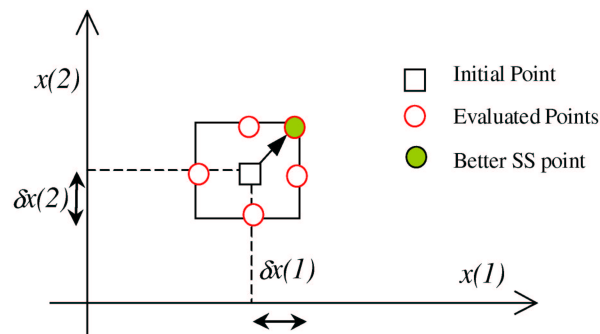 x(2)
Initial Point
Evaluated Points
Better SS point
δx(2)
δx(1)
x(1)